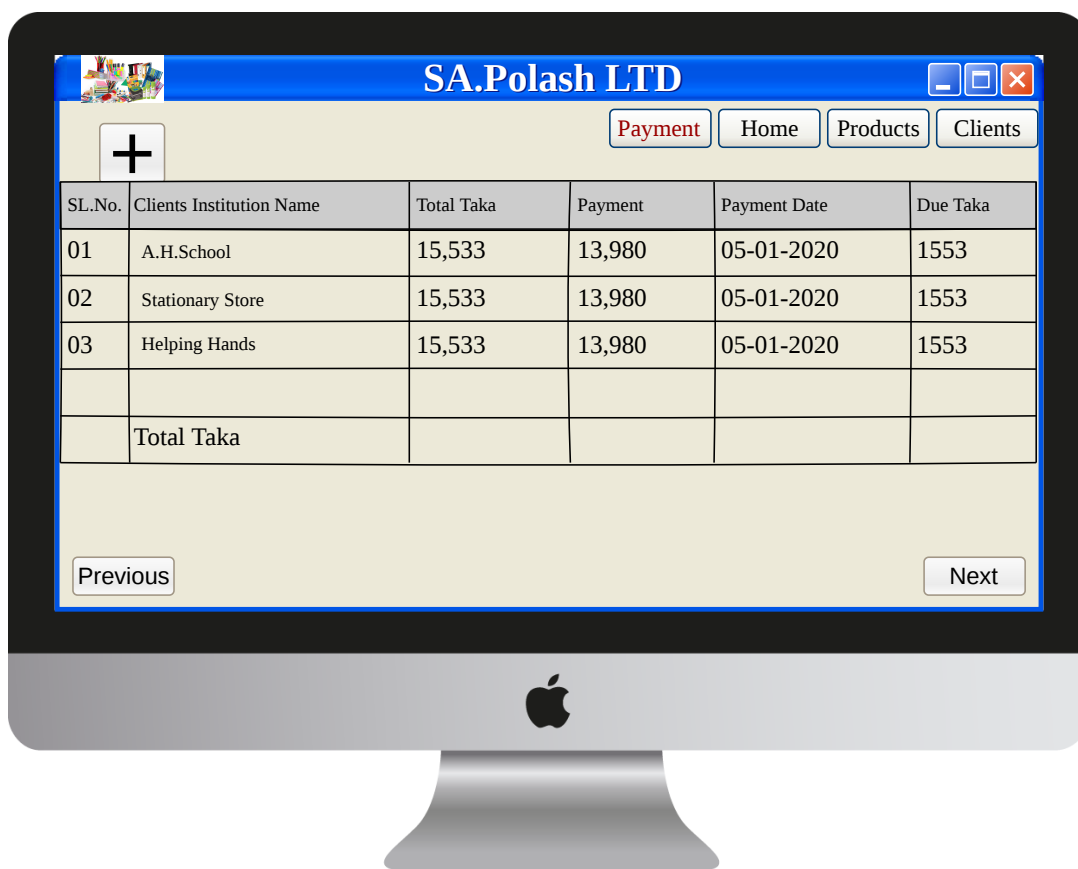 SA.Polash LTD
Payment Home Products Clients
+
SL.No. Clients Institution Name Total Taka Payment Payment Date Due Taka
01 A.H.School 15,533 13,980 05-01-2020 1553
02 Stationary Store 15,533 13,980 05-01-2020 1553
03 Helping Hands 15,533 13,980 05-01-2020 1553
Total Taka
Previous Next